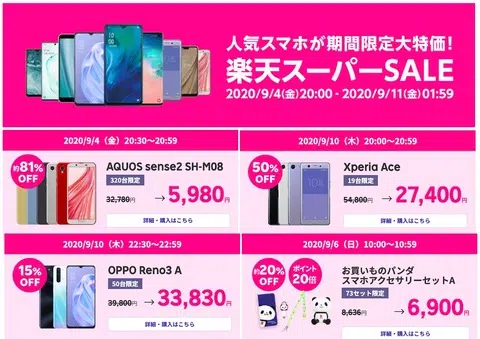 人気スマホが期間限定大特価!
楽天スーパーSALE
2020/9/4(金)20:00 - 2020/9/11(金)01:59
2020/9/4（金）20:30〜20:59
約81%
OFF
AQUOS sense2 SH-M08
320台限定
32,780円 → 5,980円
詳細・購入はこちら
2020/9/10（木）20:00〜20:59
50%
OFF
Xperia Ace
19台限定
54,800円 → 27,400円
詳細・購入はこちら
2020/9/10（木）22:30〜22:59
15%
OFF
OPPO Reno3 A
50台限定
39,800円 → 33,830円
詳細・購入はこちら
2020/9/6（日）10:00〜10:59
約20%
OFF
ポイント
20倍
お買いものパンダ
スマホアクセサリーセットA
73セット限定
8,636円 → 6,900円
詳細・購入はこちら